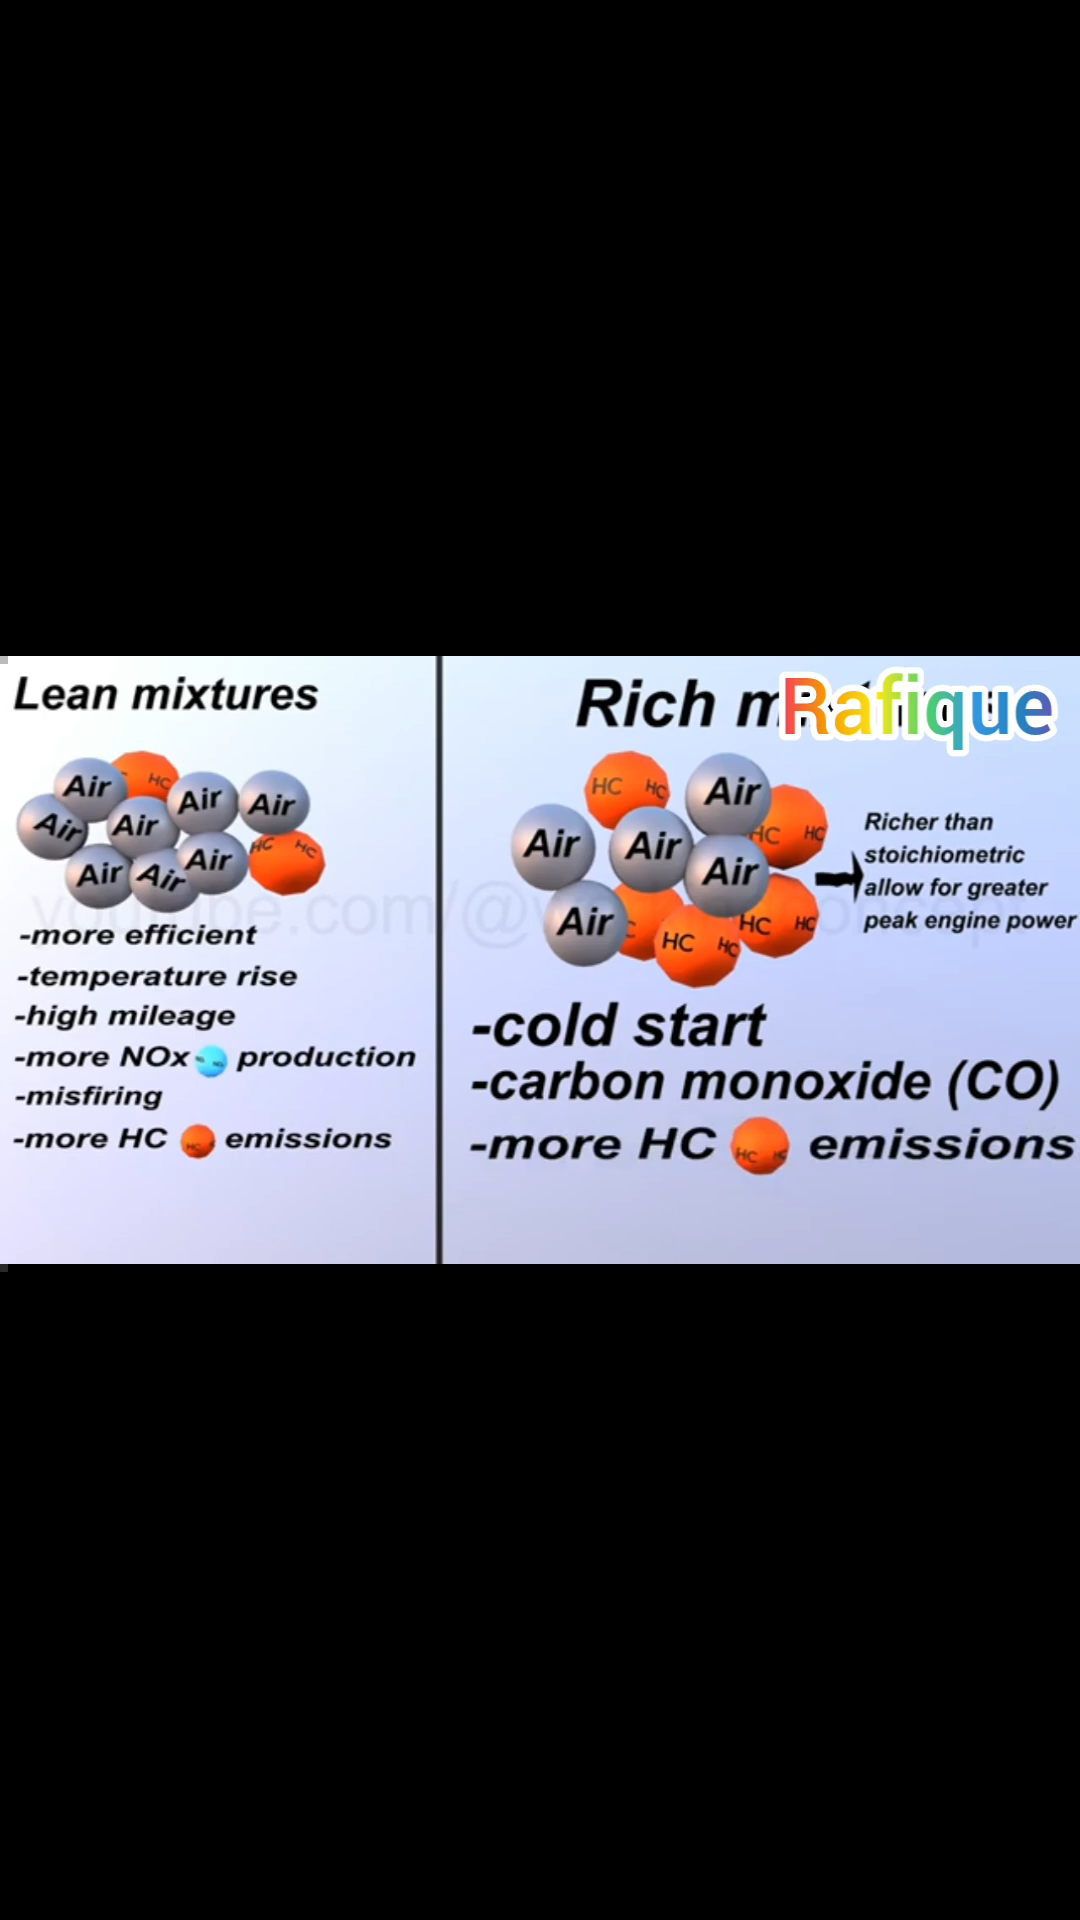 Lean mixtures
Air HC Air Air
Air Air
HC HC
Air Air Air
-more efficient
-temperature rise
-high mileage
-more NOx production
-misfiring
-more HC HC emissions
Rich
Rafique
HC HC Air
Air Air HC HC
Air
Air HC HC HC HC
Richer than
stoichiometric
allow for greater
peak engine power
-cold start
-carbon monoxide (CO)
-more HC HC HC emissions